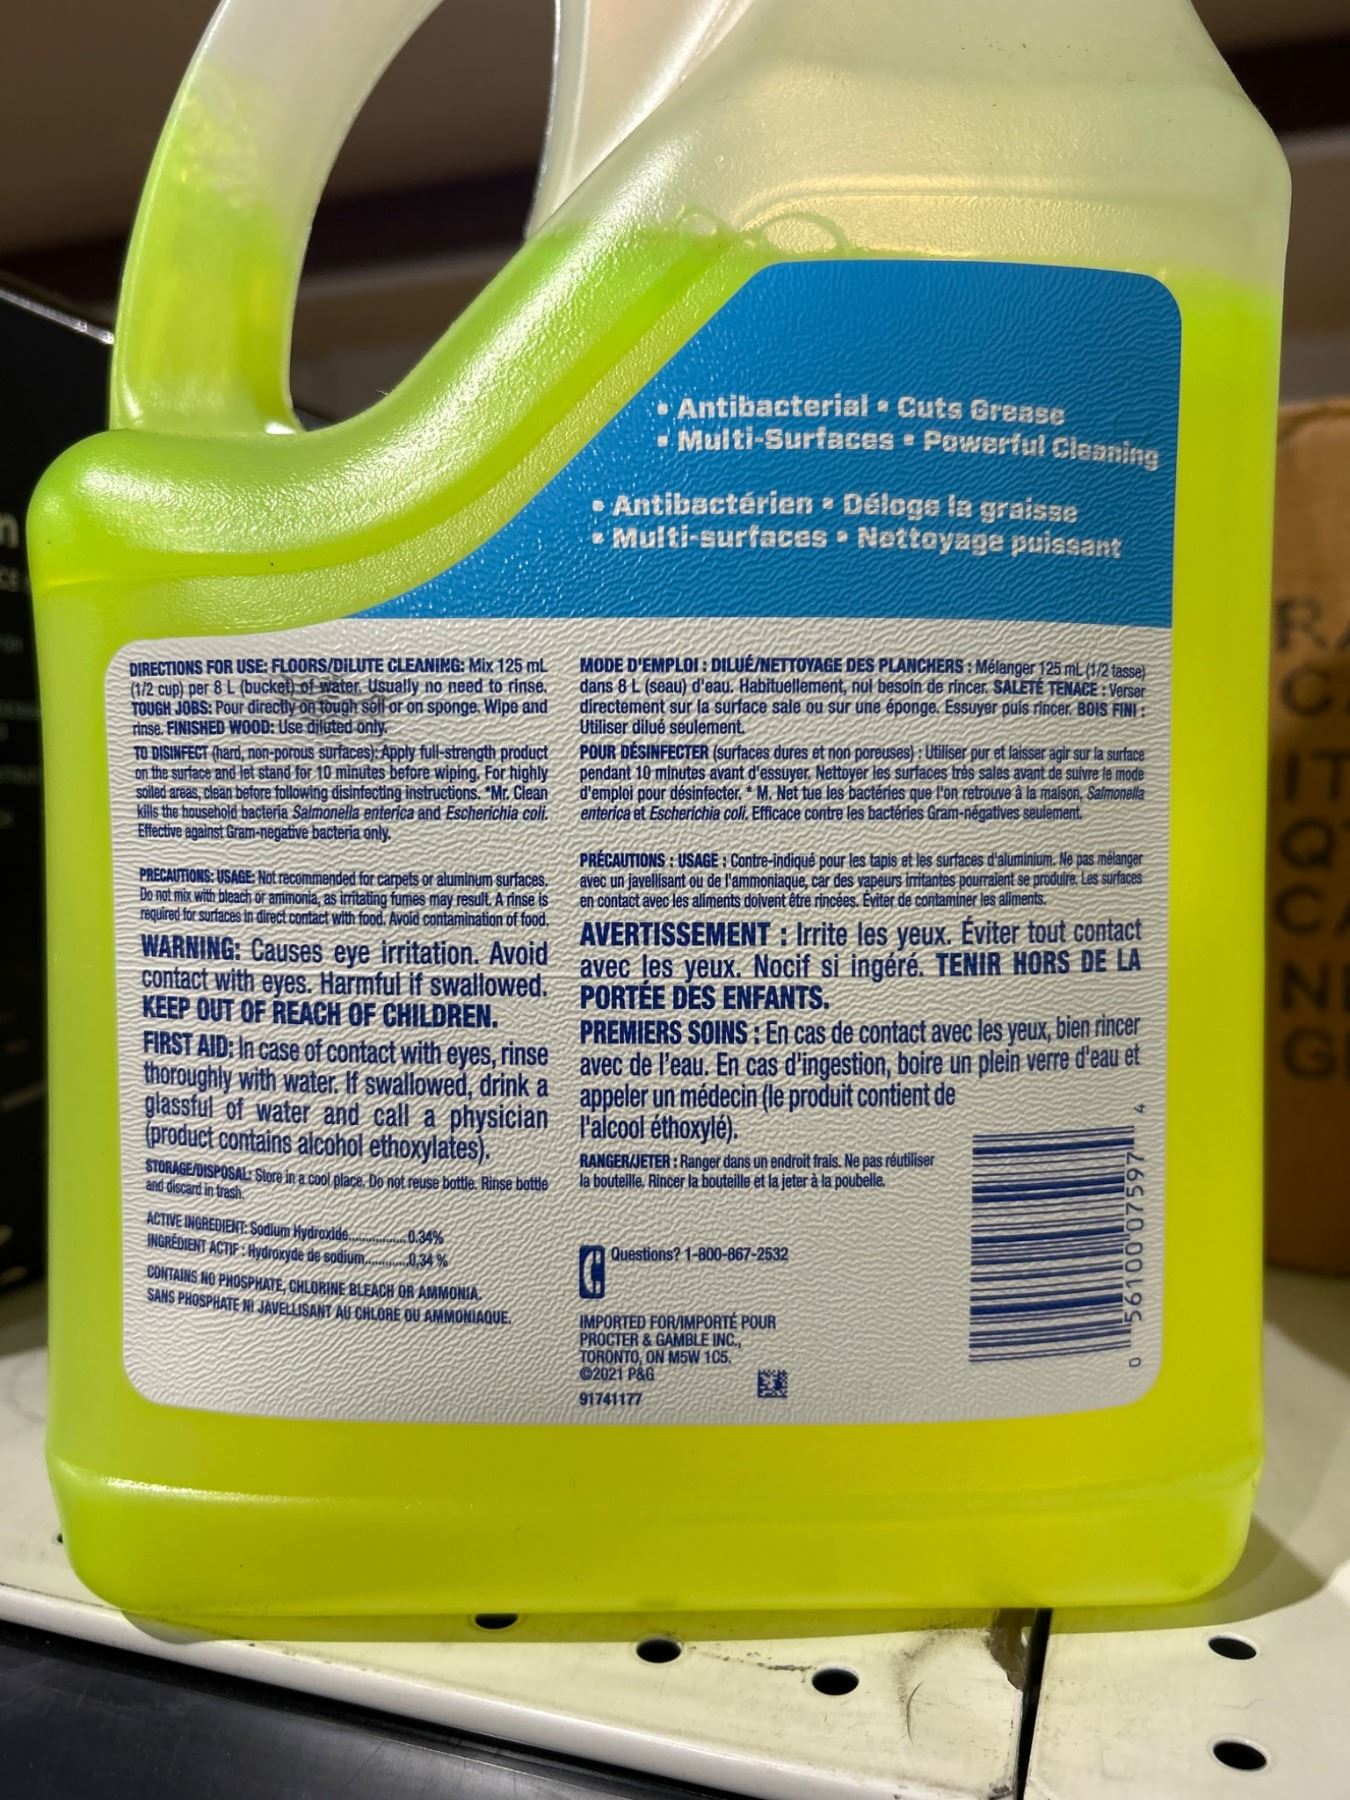 • Antibacterial • Cuts Grease
• Multi-Surfaces • Powerful Cleaning
• Antibactérien • Déloge la graisse
• Multi-surfaces • Nettoyage puissant
DIRECTIONS FOR USE: FLOORS/DILUTE CLEANING: Mix 125 mL
(1/2 cup) per 8 L (bucket) of water. Usually no need to rinse.
TOUGH JOBS: Pour directly on tough soil or on sponge. Wipe and
rinse. FINISHED WOOD: Use diluted only.
TO DISINFECT (hard, non-porous surfaces): Apply full-strength product
on the surface and let stand for 10 minutes before wiping. For highly
soiled areas, clean before following disinfecting instructions. *Mr. Clean
kills the household bacteria Salmonella enterica and Escherichia coli.
Effective against Gram-negative bacteria only.
PRECAUTIONS: USAGE: Not recommended for carpets or aluminum surfaces.
Do not mix with bleach or ammonia, as irritating fumes may result. A rinse is
required for surfaces in direct contact with food. Avoid contamination of food.
WARNING: Causes eye irritation. Avoid
contact with eyes. Harmful if swallowed.
KEEP OUT OF REACH OF CHILDREN.
FIRST AID: In case of contact with eyes, rinse
thoroughly with water. If swallowed, drink a
glassful of water and call a physician
(product contains alcohol ethoxylates).
STORAGE/DISPOSAL: Store in a cool place. Do not reuse bottle. Rinse bottle
and discard in trash.
ACTIVE INGREDIENT: Sodium Hydroxide................0.34%
INGRÉDIENT ACTIF : Hydroxyde de sodium............0,34 %
CONTAINS NO PHOSPHATE, CHLORINE BLEACH OR AMMONIA.
SANS PHOSPHATE NI JAVELLISANT AU CHLORE OU AMMONIAQUE.
MODE D'EMPLOI : DILUÉ/NETTOYAGE DES PLANCHERS : Mélanger 125 mL (1/2 tasse)
dans 8 L (seau) d'eau. Habituellement, nul besoin de rincer. SALETÉ TENACE : Verser
directement sur la surface sale ou sur une éponge. Essuyer puis rincer. BOIS FINI :
Utiliser dilué seulement.
POUR DÉSINFECTER (surfaces dures et non poreuses) : Utiliser pur et laisser agir sur la surface
pendant 10 minutes avant d'essuyer. Nettoyer les surfaces très sales avant de suivre le mode
d'emploi pour désinfecter. * M. Net tue les bactéries que l'on retrouve à la maison, Salmonella
enterica et Escherichia coli. Efficace contre les bactéries Gram-négatives seulement.
PRÉCAUTIONS : USAGE : Contre-indiqué pour les tapis et les surfaces d'aluminium. Ne pas mélanger
avec un javellisant ou de l'ammoniaque, car des vapeurs irritantes pourraient se produire. Les surfaces
en contact avec les aliments doivent être rincées. Éviter de contaminer les aliments.
AVERTISSEMENT : Irrite les yeux. Éviter tout contact
avec les yeux. Nocif si ingéré. TENIR HORS DE LA
PORTÉE DES ENFANTS.
PREMIERS SOINS : En cas de contact avec les yeux, bien rincer
avec de l'eau. En cas d'ingestion, boire un plein verre d'eau et
appeler un médecin (le produit contient de
l'alcool éthoxylé).
RANGER/JETER : Ranger dans un endroit frais. Ne pas réutiliser
la bouteille. Rincer la bouteille et la jeter à la poubelle.
Questions? 1-800-867-2532
IMPORTED FOR/IMPORTÉ POUR
PROCTER & GAMBLE INC.,
TORONTO, ON M5W 1C5.
©2021 P&G
91741177
0 56100 07597 4